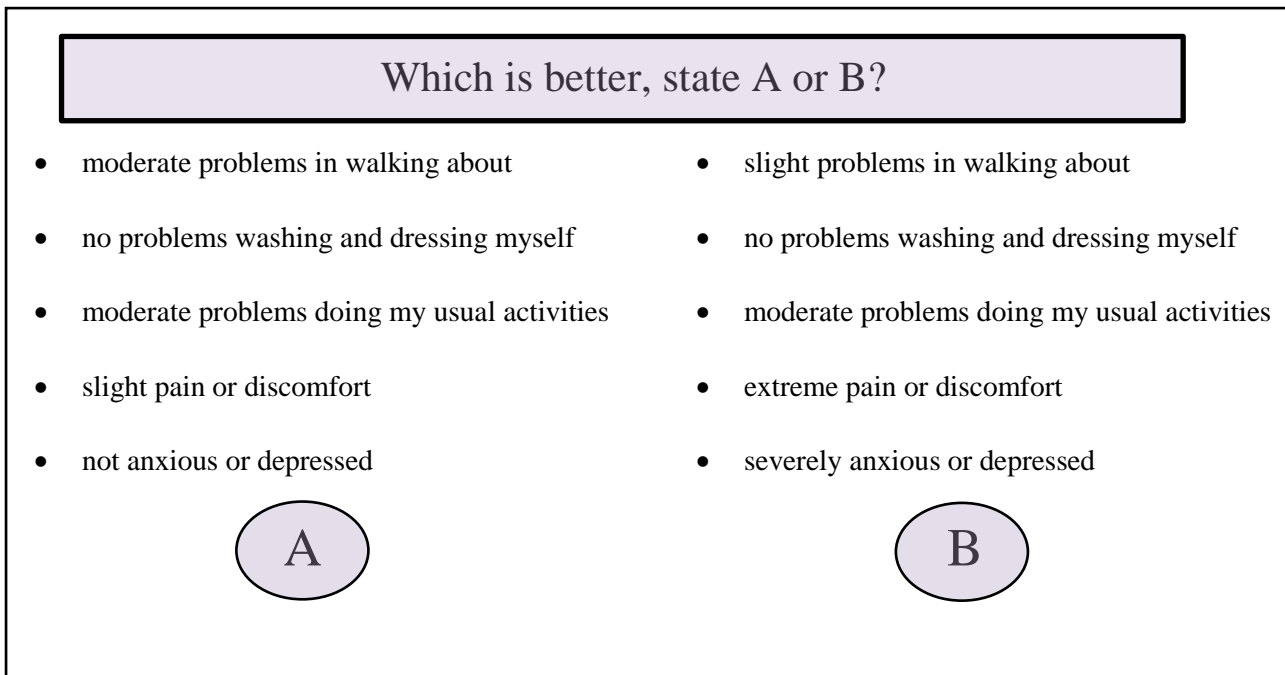 Which is better, state A or B?
• moderate problems in walking about
• no problems washing and dressing myself
• moderate problems doing my usual activities
• slight pain or discomfort
• not anxious or depressed
A
• slight problems in walking about
• no problems washing and dressing myself
• moderate problems doing my usual activities
• extreme pain or discomfort
• severely anxious or depressed
B